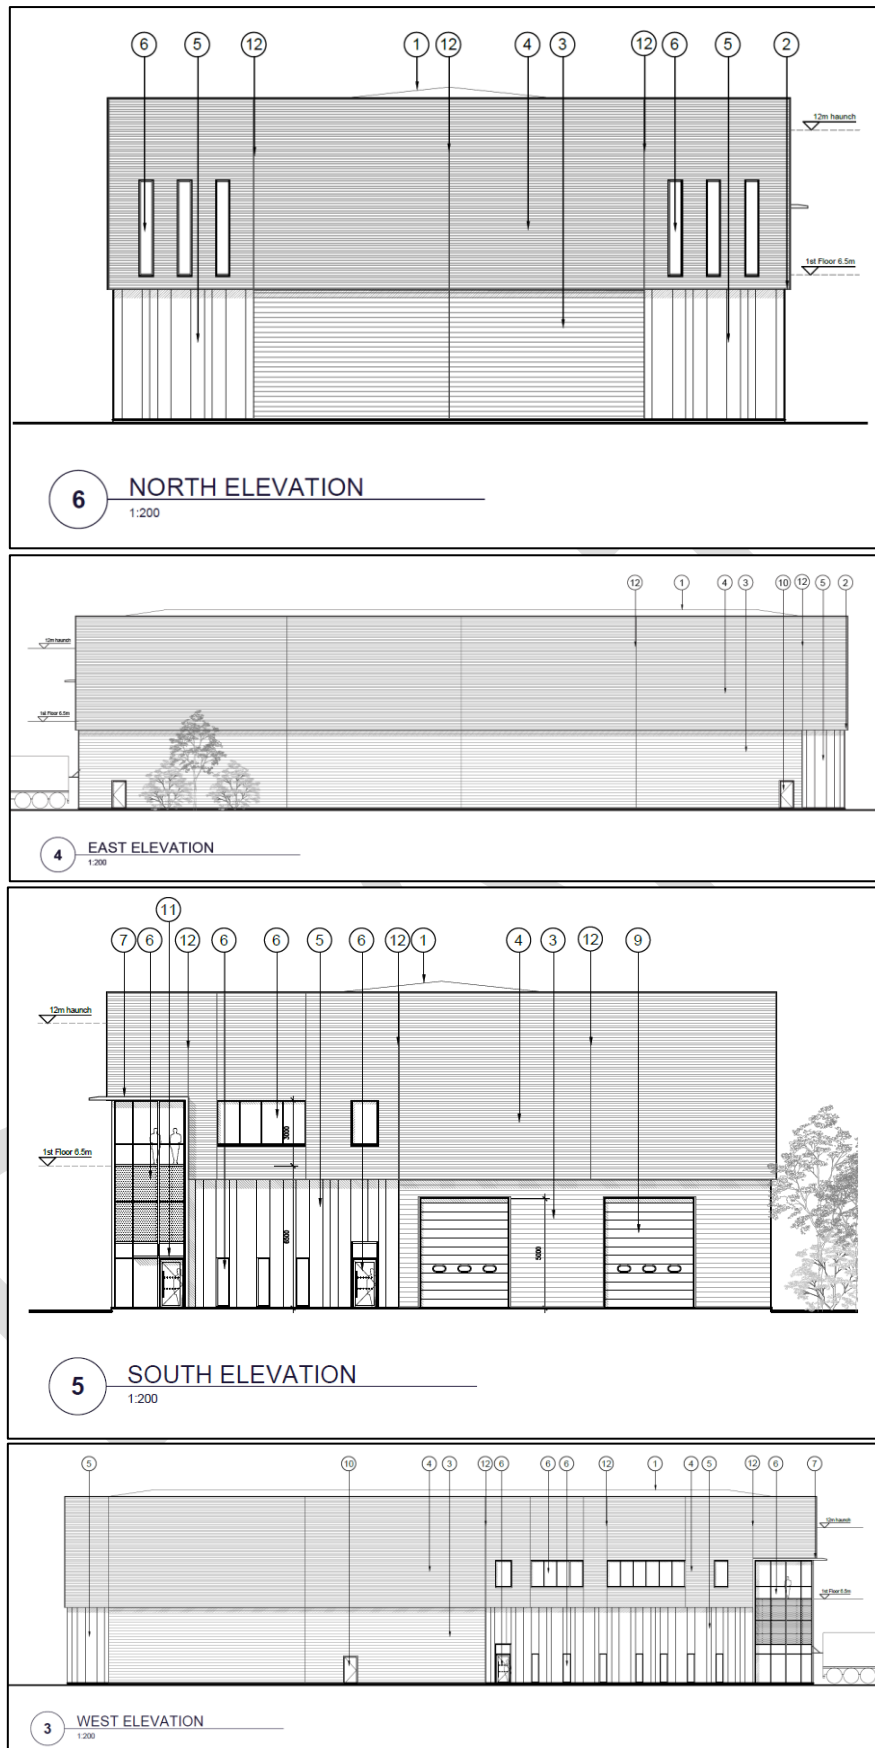 6 5 12 1 12 4 3 12 6 5 2
12m haunch
1st Floor 6.5m
6 NORTH ELEVATION
1:200
12 1 4 3 10 12 5 2
12m haunch
1st Floor 6.5m
4 EAST ELEVATION
1:200
11
7 6 12 6 6 5 6 12 1 4 3 12 9
12m haunch
3000
1st Floor 6.5m
6500
5000
5 SOUTH ELEVATION
1:200
5 10 4 3 12 6 6 6 12 1 4 5 12 6 7
12m haunch
1st Floor 6.5m
3 WEST ELEVATION
1:200